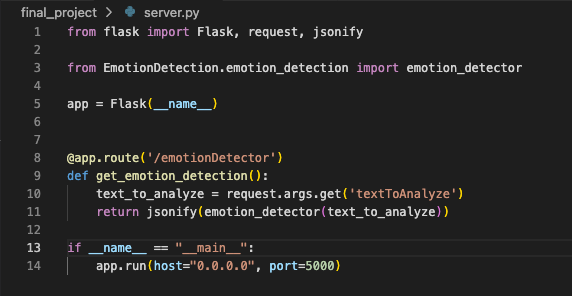 final_project > server.py
1 from flask import Flask, request, jsonify
2
3 from EmotionDetection.emotion_detection import emotion_detector
4
5 app = Flask(__name__)
6
7
8 @app.route('/emotionDetector')
9 def get_emotion_detection():
10     text_to_analyze = request.args.get('textToAnalyze')
11     return jsonify(emotion_detector(text_to_analyze))
12
13 if __name__ == "__main__":
14     app.run(host="0.0.0.0", port=5000)